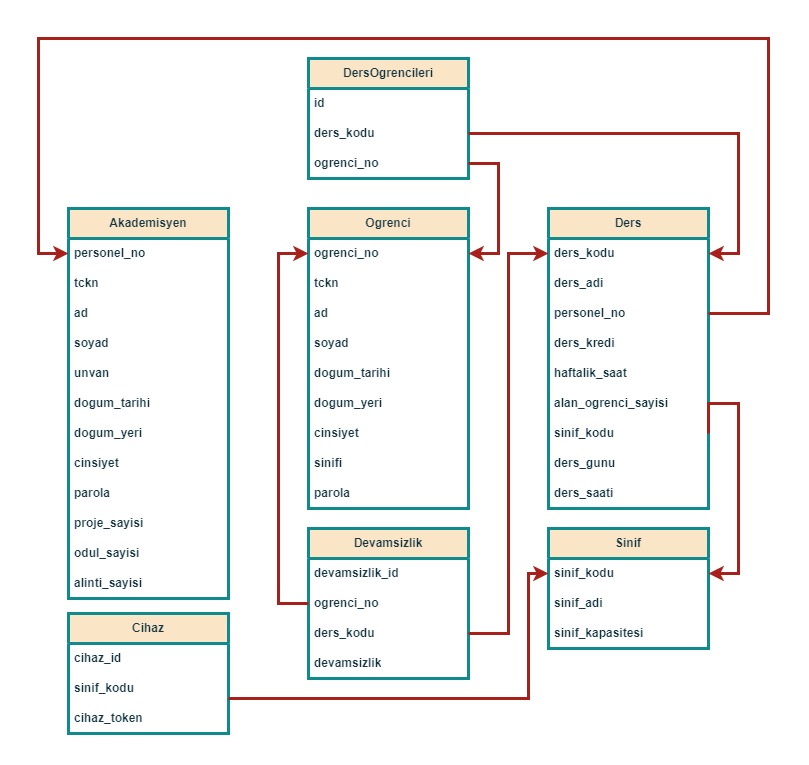 DersOgrencileri
id
ders_kodu
ogrenci_no
Akademisyen
personel_no
tckn
ad
soyad
unvan
dogum_tarihi
dogum_yeri
cinsiyet
parola
proje_sayisi
odul_sayisi
alinti_sayisi
Ogrenci
ogrenci_no
tckn
ad
soyad
dogum_tarihi
dogum_yeri
cinsiyet
sinifi
parola
Ders
ders_kodu
ders_adi
personel_no
ders_kredi
haftalik_saat
alan_ogrenci_sayisi
sinif_kodu
ders_gunu
ders_saati
Devamsizlik
devamsizlik_id
ogrenci_no
ders_kodu
devamsizlik
Sinif
sinif_kodu
sinif_adi
sinif_kapasitesi
Cihaz
cihaz_id
sinif_kodu
cihaz_token